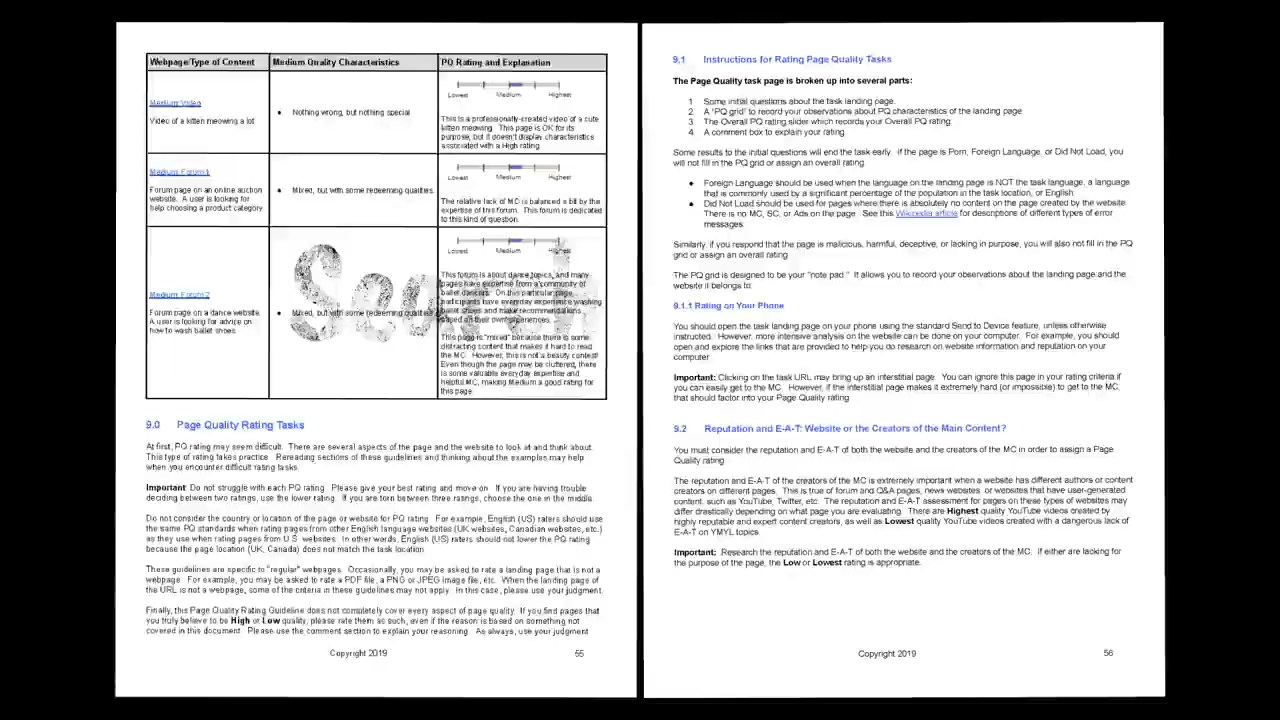 Webpage/Type of Content
Medium Quality Characteristics
PQ Rating and Explanation
Medium Video
Video of a kitten meowing a lot
Nothing wrong, but nothing special
Lowest Medium Highest
This is a professionally-created video of a cute
kitten meowing. This page is OK for its
purpose, but it doesn't display characteristics
associated with a High rating.
Medium Forum 1
Forum page on an online auction
website. A user is looking for
help choosing a product category.
Mixed, but with some redeeming qualities
Lowest Medium Highest
The relative lack of MC is balanced a bit by the
expertise of this forum. This forum is dedicated
to this kind of question.
Medium Forum 2
Forum page on a dance website.
A user is looking for advice on
how to wash ballet shoes.
Mixed, but with some redeeming qualities
Lowest Medium Highest
This forum is about dance topics, and many
pages have expertise from a community of
ballet dancers. On this particular page,
participants have everyday experience washing
ballet shoes and make recommendations
based on their own experiences.
This page is "mixed" because there is some
distracting content that makes it hard to read
the MC. However, this is not a beauty contest!
Even though the page may be cluttered, there
is some valuable everyday expertise and
helpful MC, making Medium a good rating for
this page.
Search
9.0 Page Quality Rating Tasks
At first, PQ rating may seem difficult. There are several aspects of the page and the website to look at and think about.
This type of rating takes practice. Rereading sections of these guidelines and thinking about the examples may help
when you encounter difficult rating tasks.
Important: Do not struggle with each PQ rating. Please give your best rating and move on. If you are having trouble
deciding between two ratings, use the lower rating. If you are torn between three ratings, choose the one in the middle.
Do not consider the country or location of the page or website for PQ rating. For example, English (US) raters should use
the same PQ standards when rating pages from other English language websites (UK websites, Canadian websites, etc.)
as they use when rating pages from U.S. websites. In other words, English (US) raters should not lower the PQ rating
because the page location (UK, Canada) does not match the task location.
These guidelines are specific to "regular" webpages. Occasionally, you may be asked to rate a landing page that is not a
webpage. For example, you may be asked to rate a PDF file, a PNG or JPEG image file, etc. When the landing page of
the URL is not a webpage, some of the criteria in these guidelines may not apply. In this case, please use your judgment.
Finally, this Page Quality Rating Guideline does not completely cover every aspect of page quality. If you find pages that
you truly believe to be High or Low quality, please rate them as such, even if the reason is based on something not
covered in this document. Please use the comment section to explain your reasoning. As always, use your judgment
Copyright 2019 55
9.1 Instructions for Rating Page Quality Tasks
The Page Quality task page is broken up into several parts:
1 Some initial questions about the task landing page.
2 A "PQ grid" to record your observations about PQ characteristics of the landing page
3 The Overall PQ rating slider which records your Overall PQ rating.
4 A comment box to explain your rating.
Some results to the initial questions will end the task early. If the page is Porn, Foreign Language, or Did Not Load, you
will not fill in the PQ grid or assign an overall rating.
Foreign Language should be used when the language on the landing page is NOT the task language, a language
that is commonly used by a significant percentage of the population in the task location, or English.
Did Not Load should be used for pages where there is absolutely no content on the page created by the website.
There is no MC, SC, or Ads on the page. See this Wikipedia article for descriptions of different types of error
messages.
Similarly, if you respond that the page is malicious, harmful, deceptive, or lacking in purpose, you will also not fill in the PQ
grid or assign an overall rating.
The PQ grid is designed to be your "note pad." It allows you to record your observations about the landing page and the
website it belongs to.
9.1.1 Rating on Your Phone
You should open the task landing page on your phone using the standard Send to Device feature, unless otherwise
instructed. However, more intensive analysis on the website can be done on your computer. For example, you should
open and explore the links that are provided to help you do research on website information and reputation on your
computer.
Important: Clicking on the task URL may bring up an interstitial page. You can ignore this page in your rating criteria if
you can easily get to the MC. However, if the interstitial page makes it extremely hard (or impossible) to get to the MC,
that should factor into your Page Quality rating.
9.2 Reputation and E-A-T: Website or the Creators of the Main Content?
You must consider the reputation and E-A-T of both the website and the creators of the MC in order to assign a Page
Quality rating.
The reputation and E-A-T of the creators of the MC is extremely important when a website has different authors or content
creators on different pages. This is true of forum and Q&A pages, news websites, or websites that have user-generated
content, such as YouTube, Twitter, etc. The reputation and E-A-T assessment for pages on these types of websites may
differ drastically depending on what page you are evaluating. There are Highest quality YouTube videos created by
highly reputable and expert content creators, as well as Lowest quality YouTube videos created with a dangerous lack of
E-A-T on YMYL topics.
Important: Research the reputation and E-A-T of both the website and the creators of the MC. If either are lacking for
the purpose of the page, the Low or Lowest rating is appropriate.
Copyright 2019 56